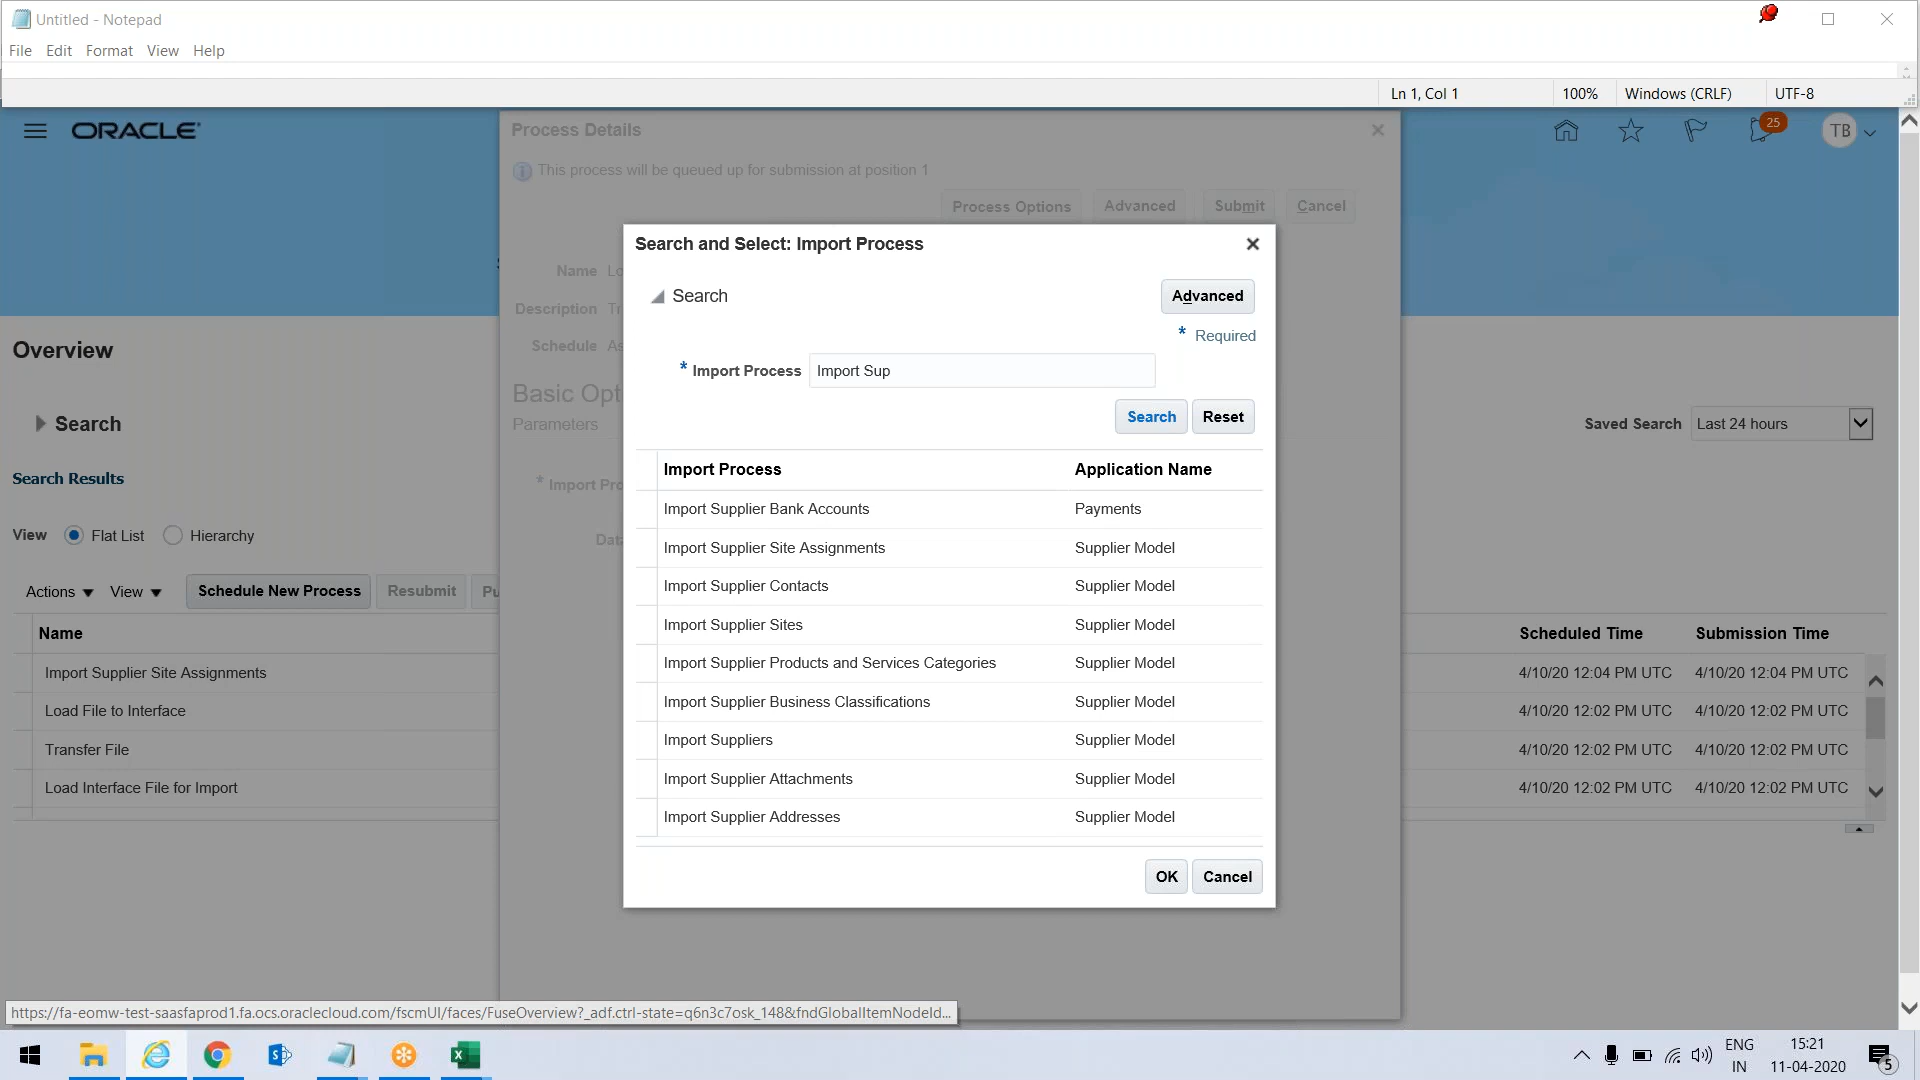 Untitled - Notepad
File Edit Format View Help
Ln 1, Col 1 100% Windows (CRLF) UTF-8
ORACLE
25
TB
Process Details
This process will be queued up for submission at position 1
Process Options Advanced Submit Cancel
Name
Description
Schedule
Basic Opt
Parameters
* Import Pro
Data
Search and Select: Import Process
Search
Advanced
* Required
* Import Process Import Sup
Search Reset
Import Process Application Name
Import Supplier Bank Accounts Payments
Import Supplier Site Assignments Supplier Model
Import Supplier Contacts Supplier Model
Import Supplier Sites Supplier Model
Import Supplier Products and Services Categories Supplier Model
Import Supplier Business Classifications Supplier Model
Import Suppliers Supplier Model
Import Supplier Attachments Supplier Model
Import Supplier Addresses Supplier Model
OK Cancel
Overview
Search
Saved Search Last 24 hours
Search Results
View Flat List Hierarchy
Actions View Schedule New Process Resubmit Pu
Name Scheduled Time Submission Time
Import Supplier Site Assignments 4/10/20 12:04 PM UTC 4/10/20 12:04 PM UTC
Load File to Interface 4/10/20 12:02 PM UTC 4/10/20 12:02 PM UTC
Transfer File 4/10/20 12:02 PM UTC 4/10/20 12:02 PM UTC
Load Interface File for Import 4/10/20 12:02 PM UTC 4/10/20 12:02 PM UTC
https://fa-eomw-test-saasfaprod1.fa.ocs.oraclecloud.com/fscmUI/faces/FuseOverview?_adf.ctrl-state=q6n3c7osk_148&fndGlobalItemNodeId...
ENG
IN
15:21
11-04-2020
5